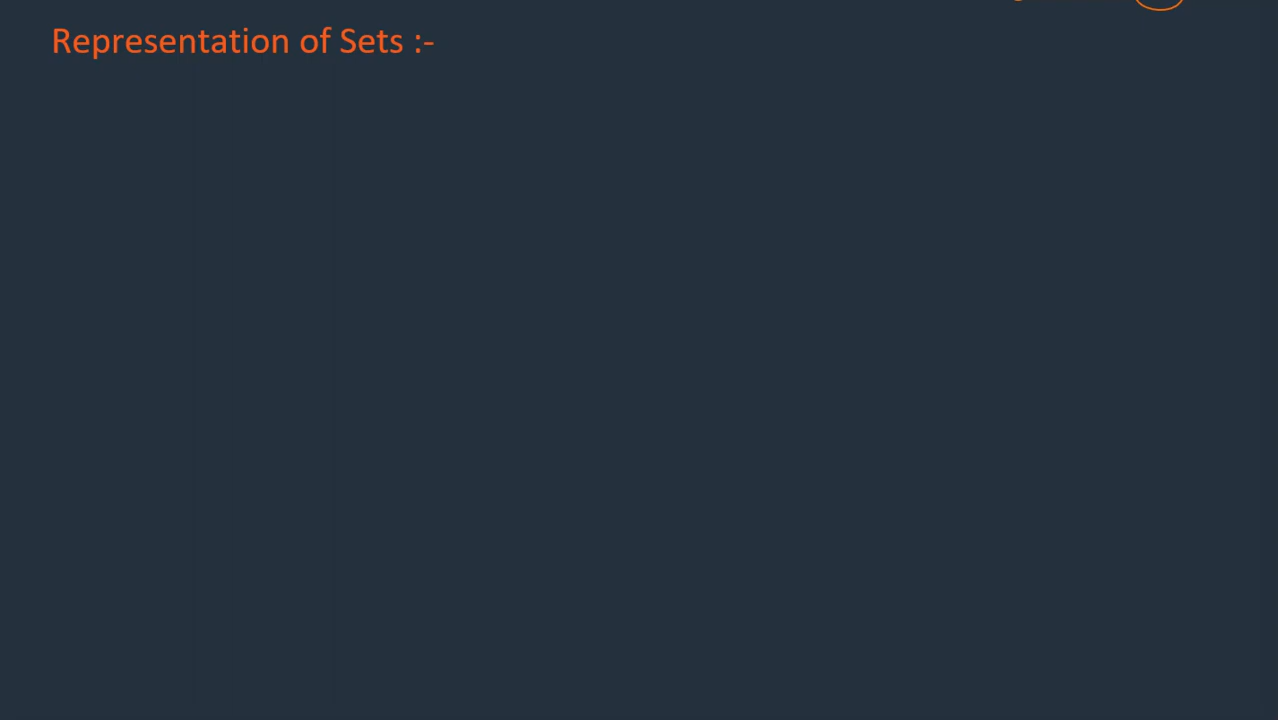 Representation of Sets :-